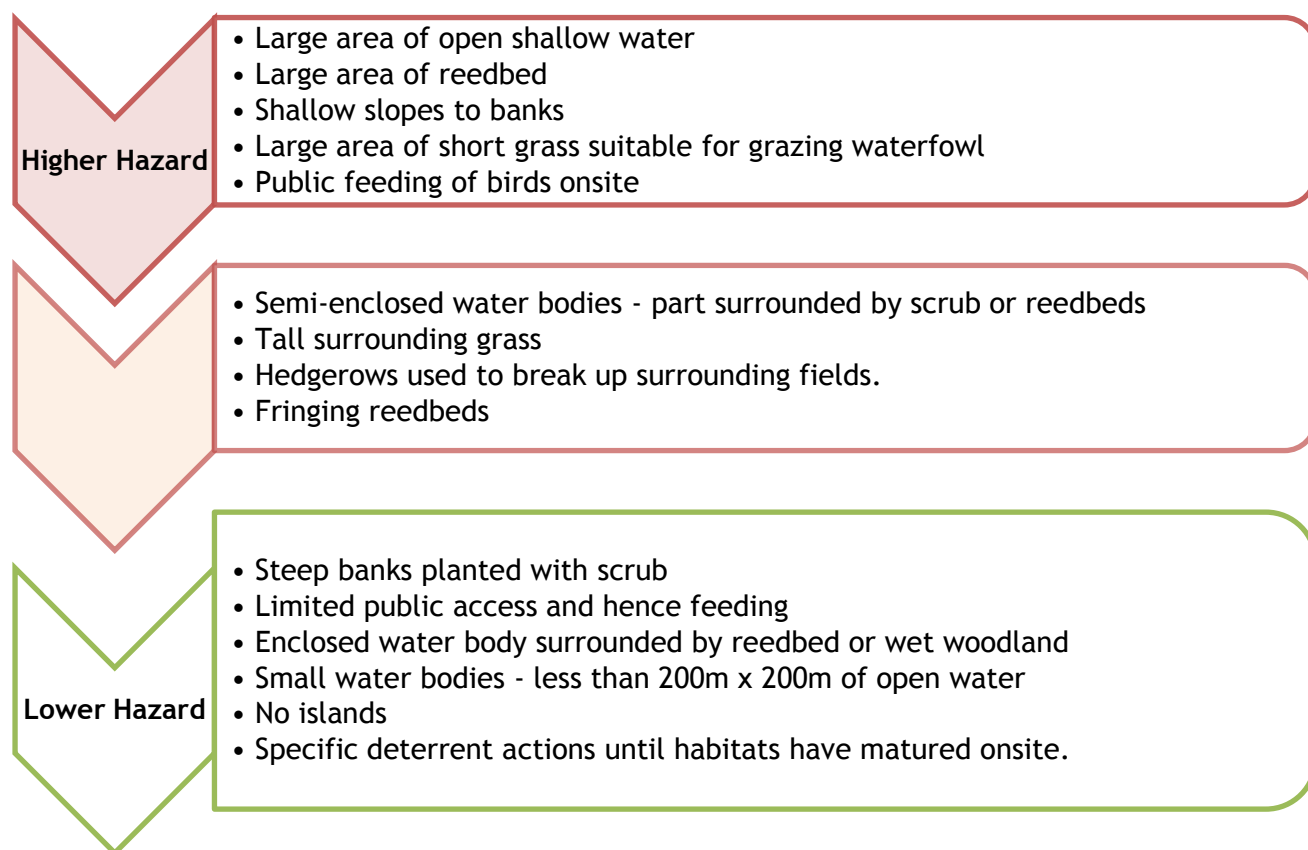 Higher Hazard
• Large area of open shallow water
• Large area of reedbed
• Shallow slopes to banks
• Large area of short grass suitable for grazing waterfowl
• Public feeding of birds onsite
• Semi-enclosed water bodies - part surrounded by scrub or reedbeds
• Tall surrounding grass
• Hedgerows used to break up surrounding fields.
• Fringing reedbeds
Lower Hazard
• Steep banks planted with scrub
• Limited public access and hence feeding
• Enclosed water body surrounded by reedbed or wet woodland
• Small water bodies - less than 200m x 200m of open water
• No islands
• Specific deterrent actions until habitats have matured onsite.